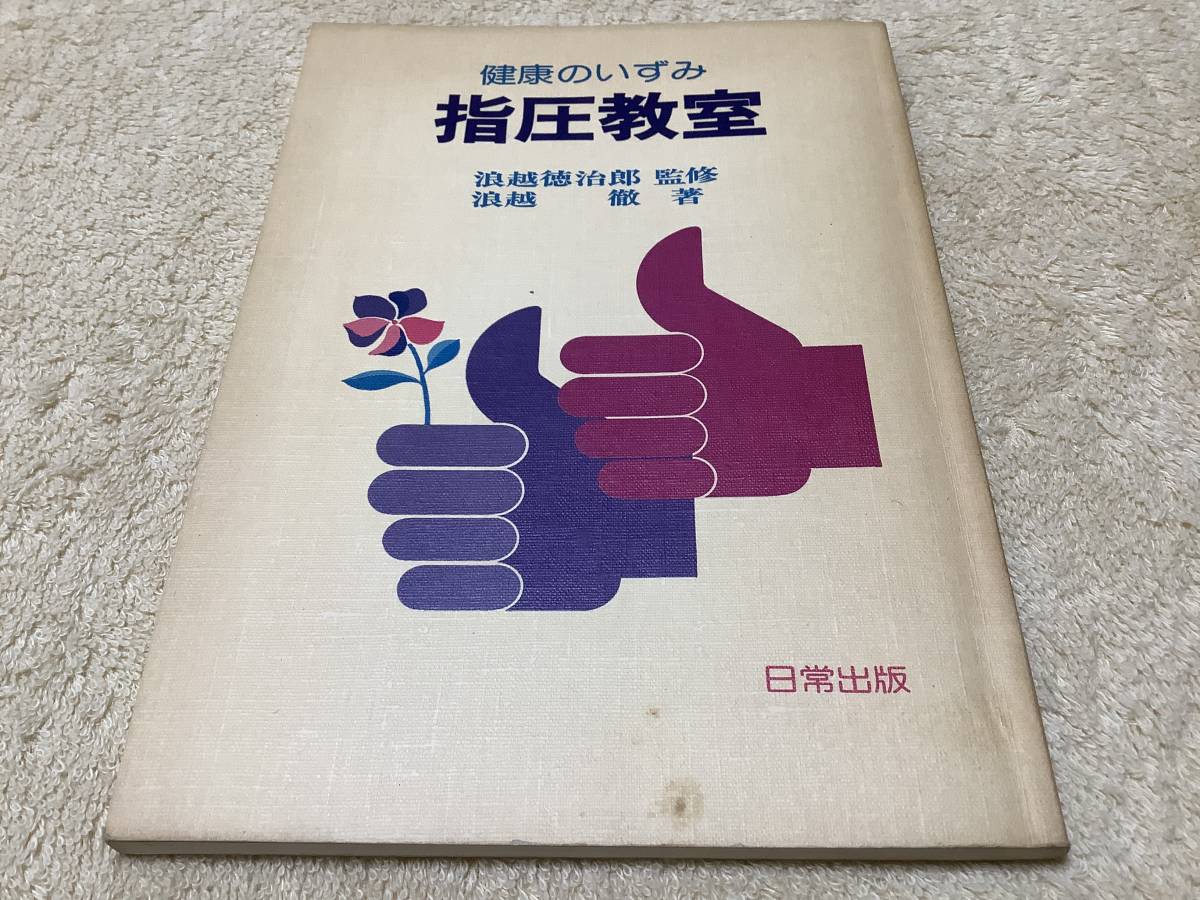 健康のいずみ
指圧教室
浪越徳治郎 監修
浪越 徹 著
日常出版